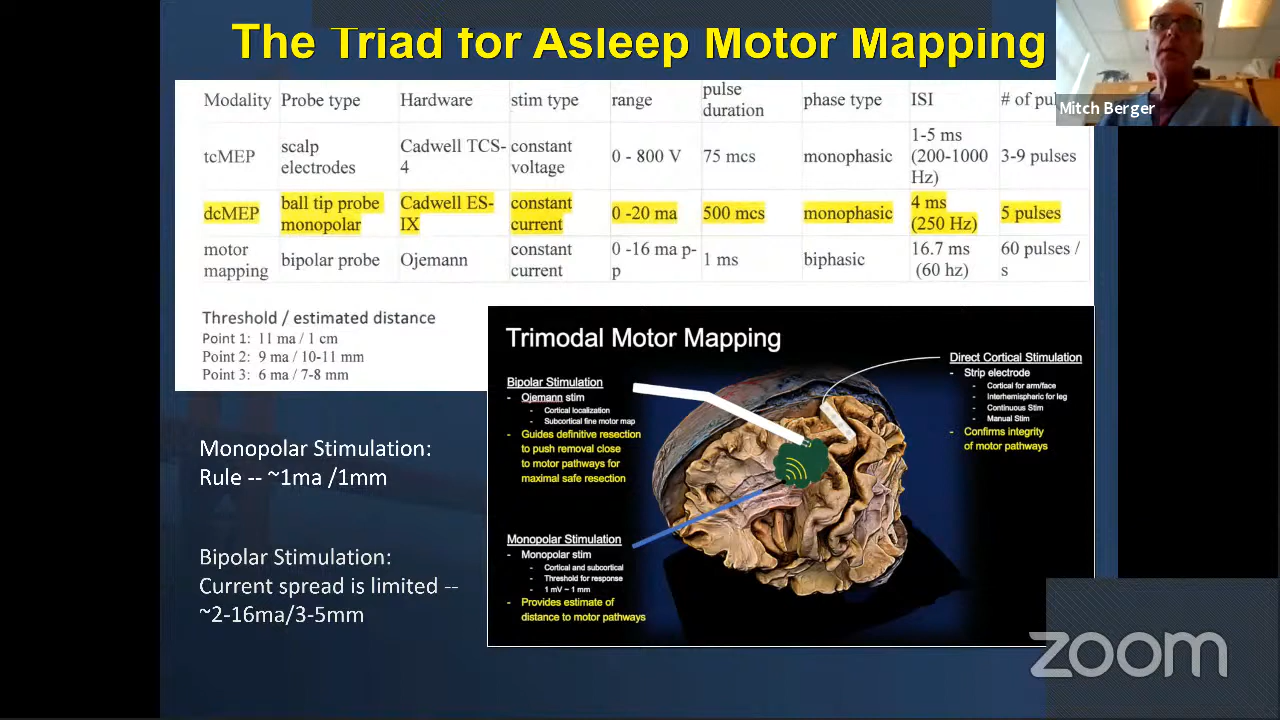 The Triad for Asleep Motor Mapping
Mitch Berger
Modality Probe type Hardware stim type range pulse duration phase type ISI # of
tcMEP scalp electrodes Cadwell TCS-4 constant voltage 0 - 800 V 75 mcs monophasic 1-5 ms (200-1000 Hz) 3-9 pulses
dcMEP ball tip probe monopolar Cadwell ES-IX constant current 0 -20 ma 500 mcs monophasic 4 ms (250 Hz) 5 pulses
motor mapping bipolar probe Ojemann constant current 0 -16 ma p-p 1 ms biphasic 16.7 ms (60 hz) 60 pulses / s
Threshold / estimated distance
Point 1: 11 ma / 1 cm
Point 2: 9 ma / 10-11 mm
Point 3: 6 ma / 7-8 mm
Monopolar Stimulation:
Rule -- ~1ma /1mm
Bipolar Stimulation:
Current spread is limited --
~2-16ma/3-5mm
Trimodal Motor Mapping
Bipolar Stimulation
- Ojemann stim
- Cortical localization
- Subcortical fine motor map
- Guides definitive resection
to push removal close
to motor pathways for
maximal safe resection
Monopolar Stimulation
- Monopolar stim
- Cortical and subcortical
- Threshold for response
- 1 mV ~ 1 mm
- Provides estimate of
distance to motor pathways
Direct Cortical Stimulation
- Strip electrode
- Cortical for arm/face
- Interhemispheric for leg
- Continuous Stim
- Manual Stim
- Confirms integrity
of motor pathways
zoom